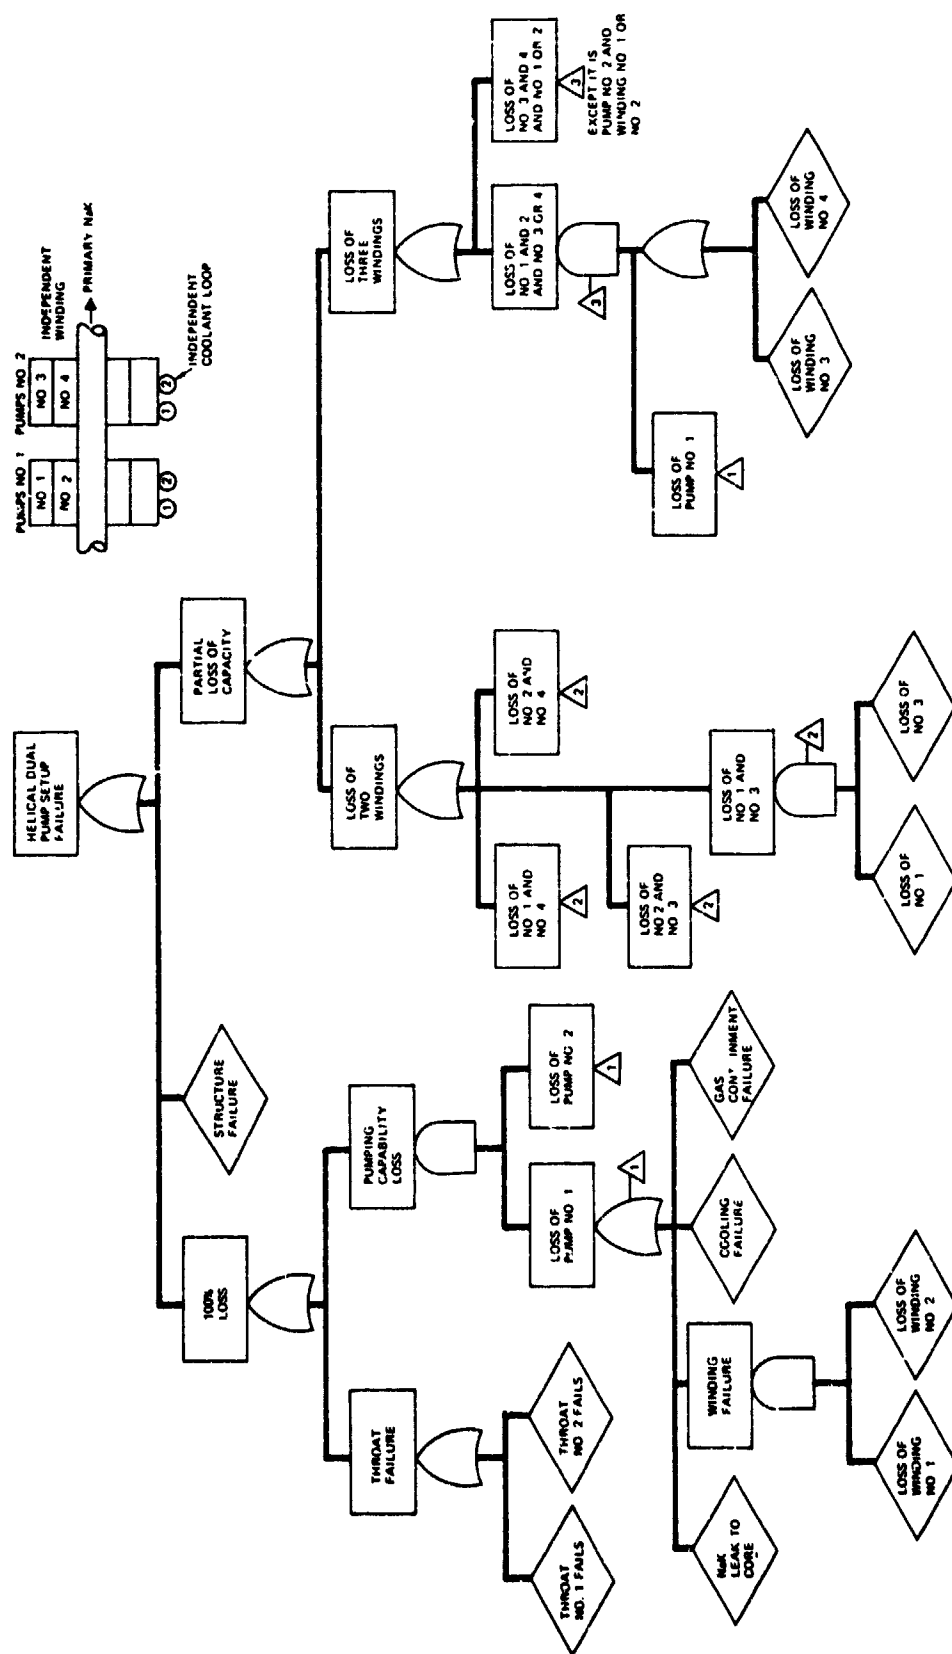 HELICAL DUAL
PUMP SETUP
FAILURE
PUMPS NO 1
PUMPS NO 2
NO 1
NO 2
NO 3
NO 4
INDEPENDENT
WINDING
PRIMARY NaK
1
2
1
2
INDEPENDENT
COOLANT LOOP
100%
LOSS
STRUCTURE
FAILURE
PARTIAL
LOSS OF
CAPACITY
THROAT
FAILURE
PUMPING
CAPABILITY
LOSS
LOSS OF
TWO
WINDINGS
LOSS OF
THREE
WINDINGS
THROAT
NO. 1 FAILS
THROAT
NO 2 FAILS
LOSS OF
PUMP NO 1
1
LOSS OF
PUMP NO 2
1
LOSS OF
NO 1 AND
NO 4
2
LOSS OF
NO 2 AND
NO 4
2
LOSS OF
NO 1 AND 2
AND NO 3 OR 4
3
LOSS OF
NO 3 AND 4
AND NO 1 OR 2
3
EXCEPT IT IS
PUMP NO 2 AND
WINDING NO 1 OR
NO 2
NaK
LEAK TO
CORE
WINDING
FAILURE
COOLING
FAILURE
GAS
FAILURE
LOSS OF
NO 2 AND
NO 3
2
LOSS OF
NO 1 AND
NO 3
2
LOSS OF
PUMP NO 1
1
LOSS OF
WINDING
NO 1
LOSS OF
WINDING
NO 2
LOSS OF
NO 1
LOSS OF
NO 3
LOSS OF
WINDING
NO 3
LOSS OF
WINDING
NO 4